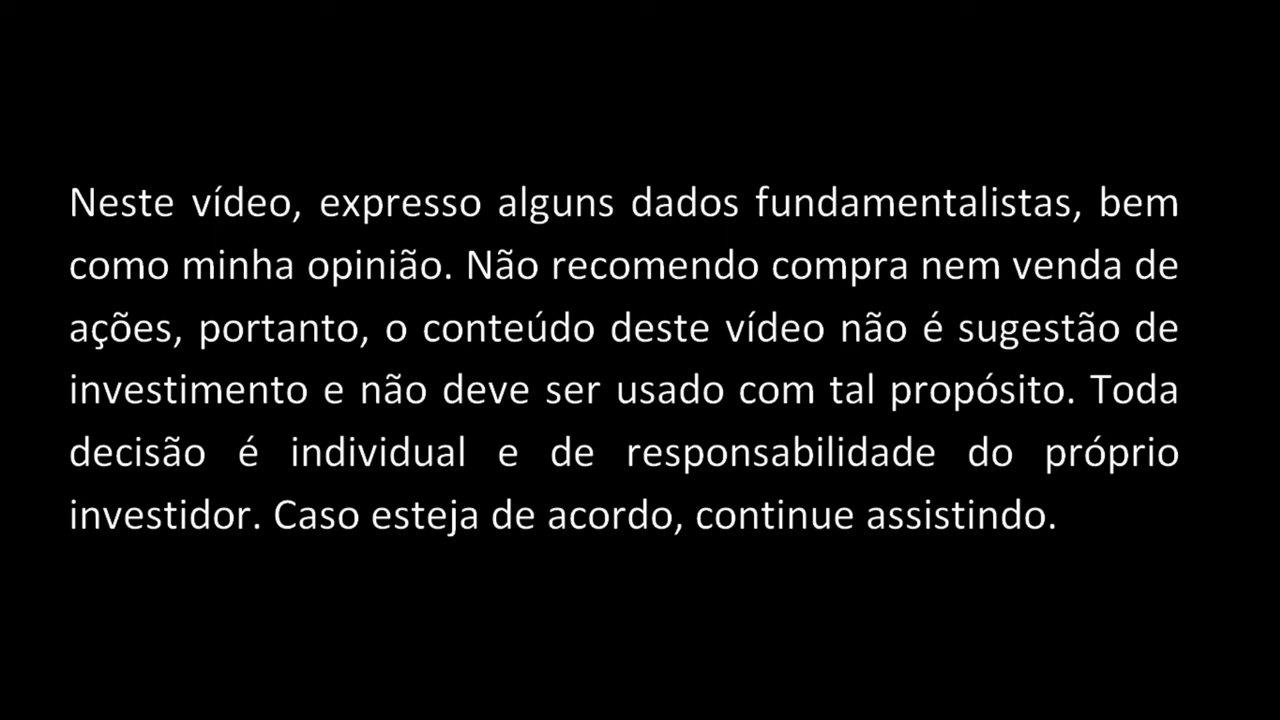 Neste vídeo, expresso alguns dados fundamentalistas, bem
como minha opinião. Não recomendo compra nem venda de
ações, portanto, o conteúdo deste vídeo não é sugestão de
investimento e não deve ser usado com tal propósito. Toda
decisão é individual e de responsabilidade do próprio
investidor. Caso esteja de acordo, continue assistindo.